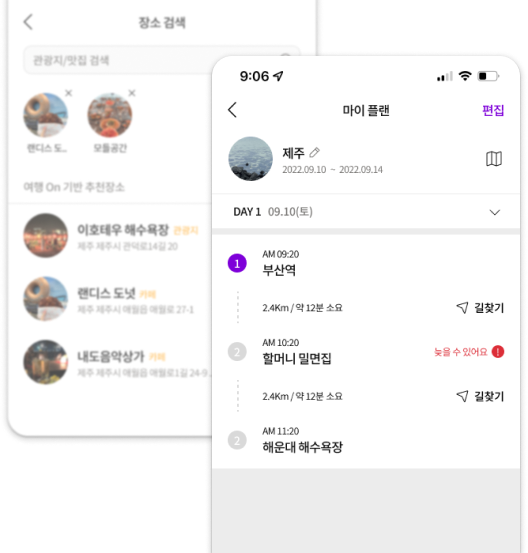 장소 검색
관광지/맛집 검색
랜디스 도..
모들공간
여행 On 기반 추천장소
이호테우 해수욕장 관광지
제주 제주시 관덕로14길 20
랜디스 도넛 카페
제주 제주시 애월읍 애월로 27-1
내도음악상가 카페
제주 제주시 애월읍 애월로1길 24-9,
9:06
마이 플랜
편집
제주
2022.09.10 ~ 2022.09.14
DAY 1 09.10(토)
AM 09:20
1 부산역
2.4Km / 약 12분 소요 길찾기
AM 10:20
2 할머니 밀면집 늦을 수 있어요 !
2.4Km / 약 12분 소요 길찾기
AM 11:20
2 해운대 해수욕장